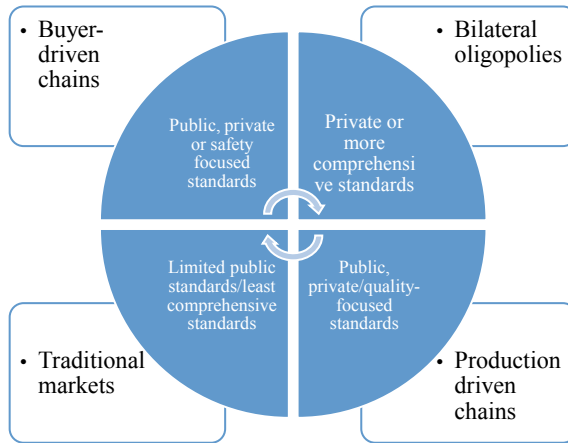 • Buyer-
driven
chains
• Bilateral
oligopolies
Public, private
or safety
focused
standards
Private or
more
comprehensi
ve standards
Limited public
standards/least
comprehensive
standards
Public,
private/quality-
focused
standards
• Traditional
markets
• Production
driven
chains